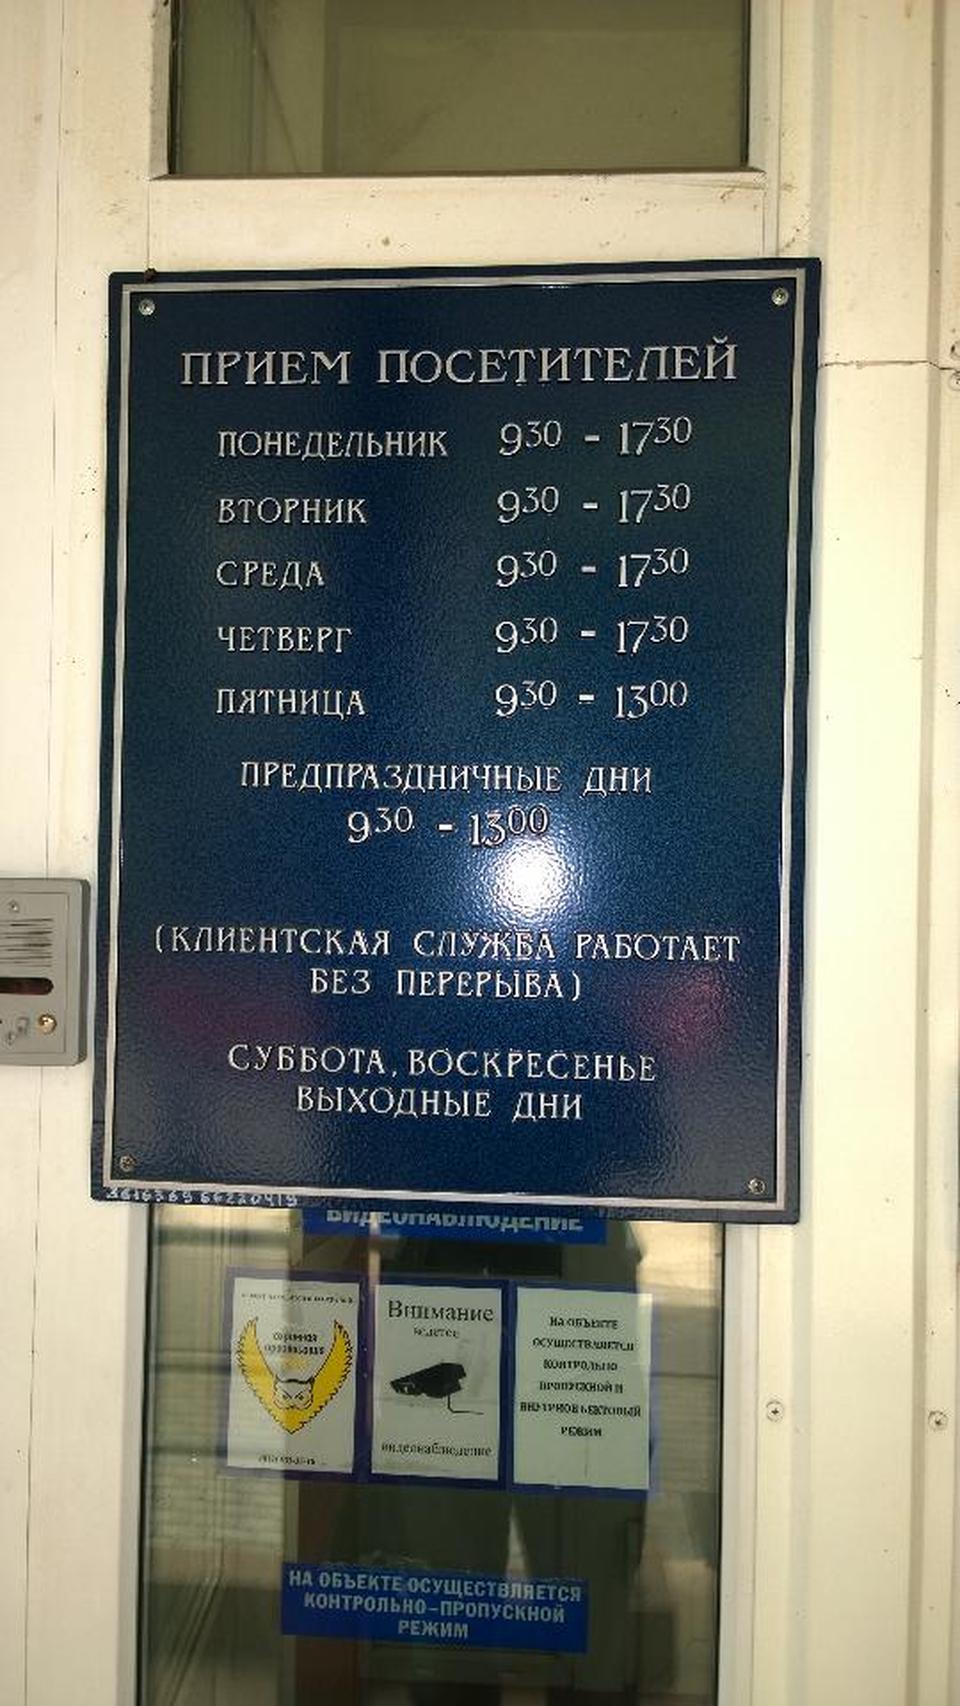 ПРИЕМ ПОСЕТИТЕЛЕЙ
ПОНЕДЕЛЬНИК 9³⁰ - 17³⁰
ВТОРНИК 9³⁰ - 17³⁰
СРЕДА 9³⁰ - 17³⁰
ЧЕТВЕРГ 9³⁰ - 17³⁰
ПЯТНИЦА 9³⁰ - 13⁰⁰
ПРЕДПРАЗДНИЧНЫЕ ДНИ
9³⁰ - 13⁰⁰
(КЛИЕНТСКАЯ СЛУЖБА РАБОТАЕТ
БЕЗ ПЕРЕРЫВА)
СУББОТА, ВОСКРЕСЕНЬЕ
ВЫХОДНЫЕ ДНИ
ВИДЕОНАБЛЮДЕНИЕ
Внимание
ведется
видеонаблюдение
НА ОБЪЕКТЕ
ОСУЩЕСТВЛЯЕТСЯ
КОНТРОЛЬНО
ПРОПУСКНОЙ И
ВНУТРИОБЪЕКТОВЫЙ
РЕЖИМ
НА ОБЪЕКТЕ ОСУЩЕСТВЛЯЕТСЯ
КОНТРОЛЬНО-ПРОПУСКНОЙ
РЕЖИМ